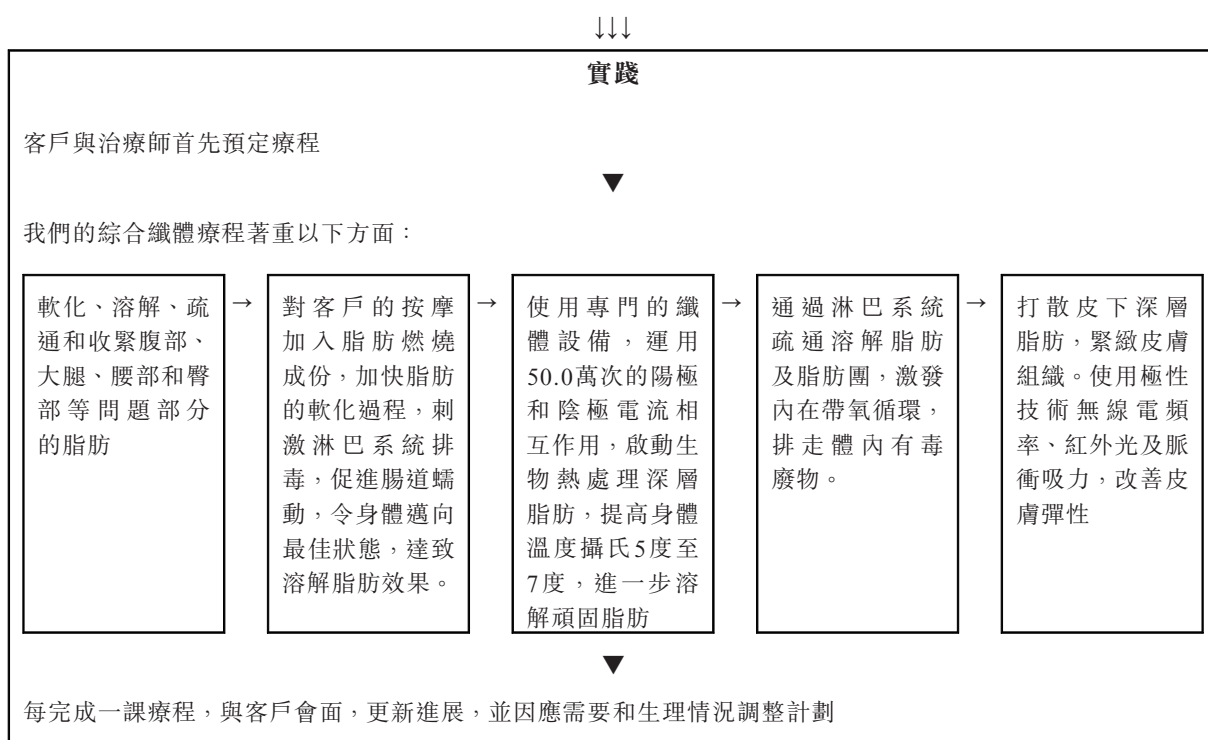 ↓↓↓
實踐
客戶與治療師首先預定療程
▼
我們的綜合纖體療程著重以下方面：
軟化、溶解、疏
通和收緊腹部、
大腿、腰部和臀
部等問題部分
的脂肪
→
對客戶的按摩
加入脂肪燃燒
成份，加快脂肪
的軟化過程，刺
激淋巴系統排
毒，促進腸道蠕
動，令身體邁向
最佳狀態，達致
溶解脂肪效果。
→
使用專門的纖
體設備，運用
50.0萬次的陽極
和陰極電流相
互作用，啟動生
物熱處理深層
脂肪，提高身體
溫度攝氏5度至
7度，進一步溶
解頑固脂肪
→
通過淋巴系統
疏通溶解脂肪
及脂肪團，激發
內在帶氧循環，
排走體內有毒
廢物。
→
打散皮下深層
脂肪，緊緻皮膚
組織。使用極性
技術無線電頻
率、紅外光及脈
衝吸力，改善皮
膚彈性
▼
每完成一課療程，與客戶會面，更新進展，並因應需要和生理情況調整計劃